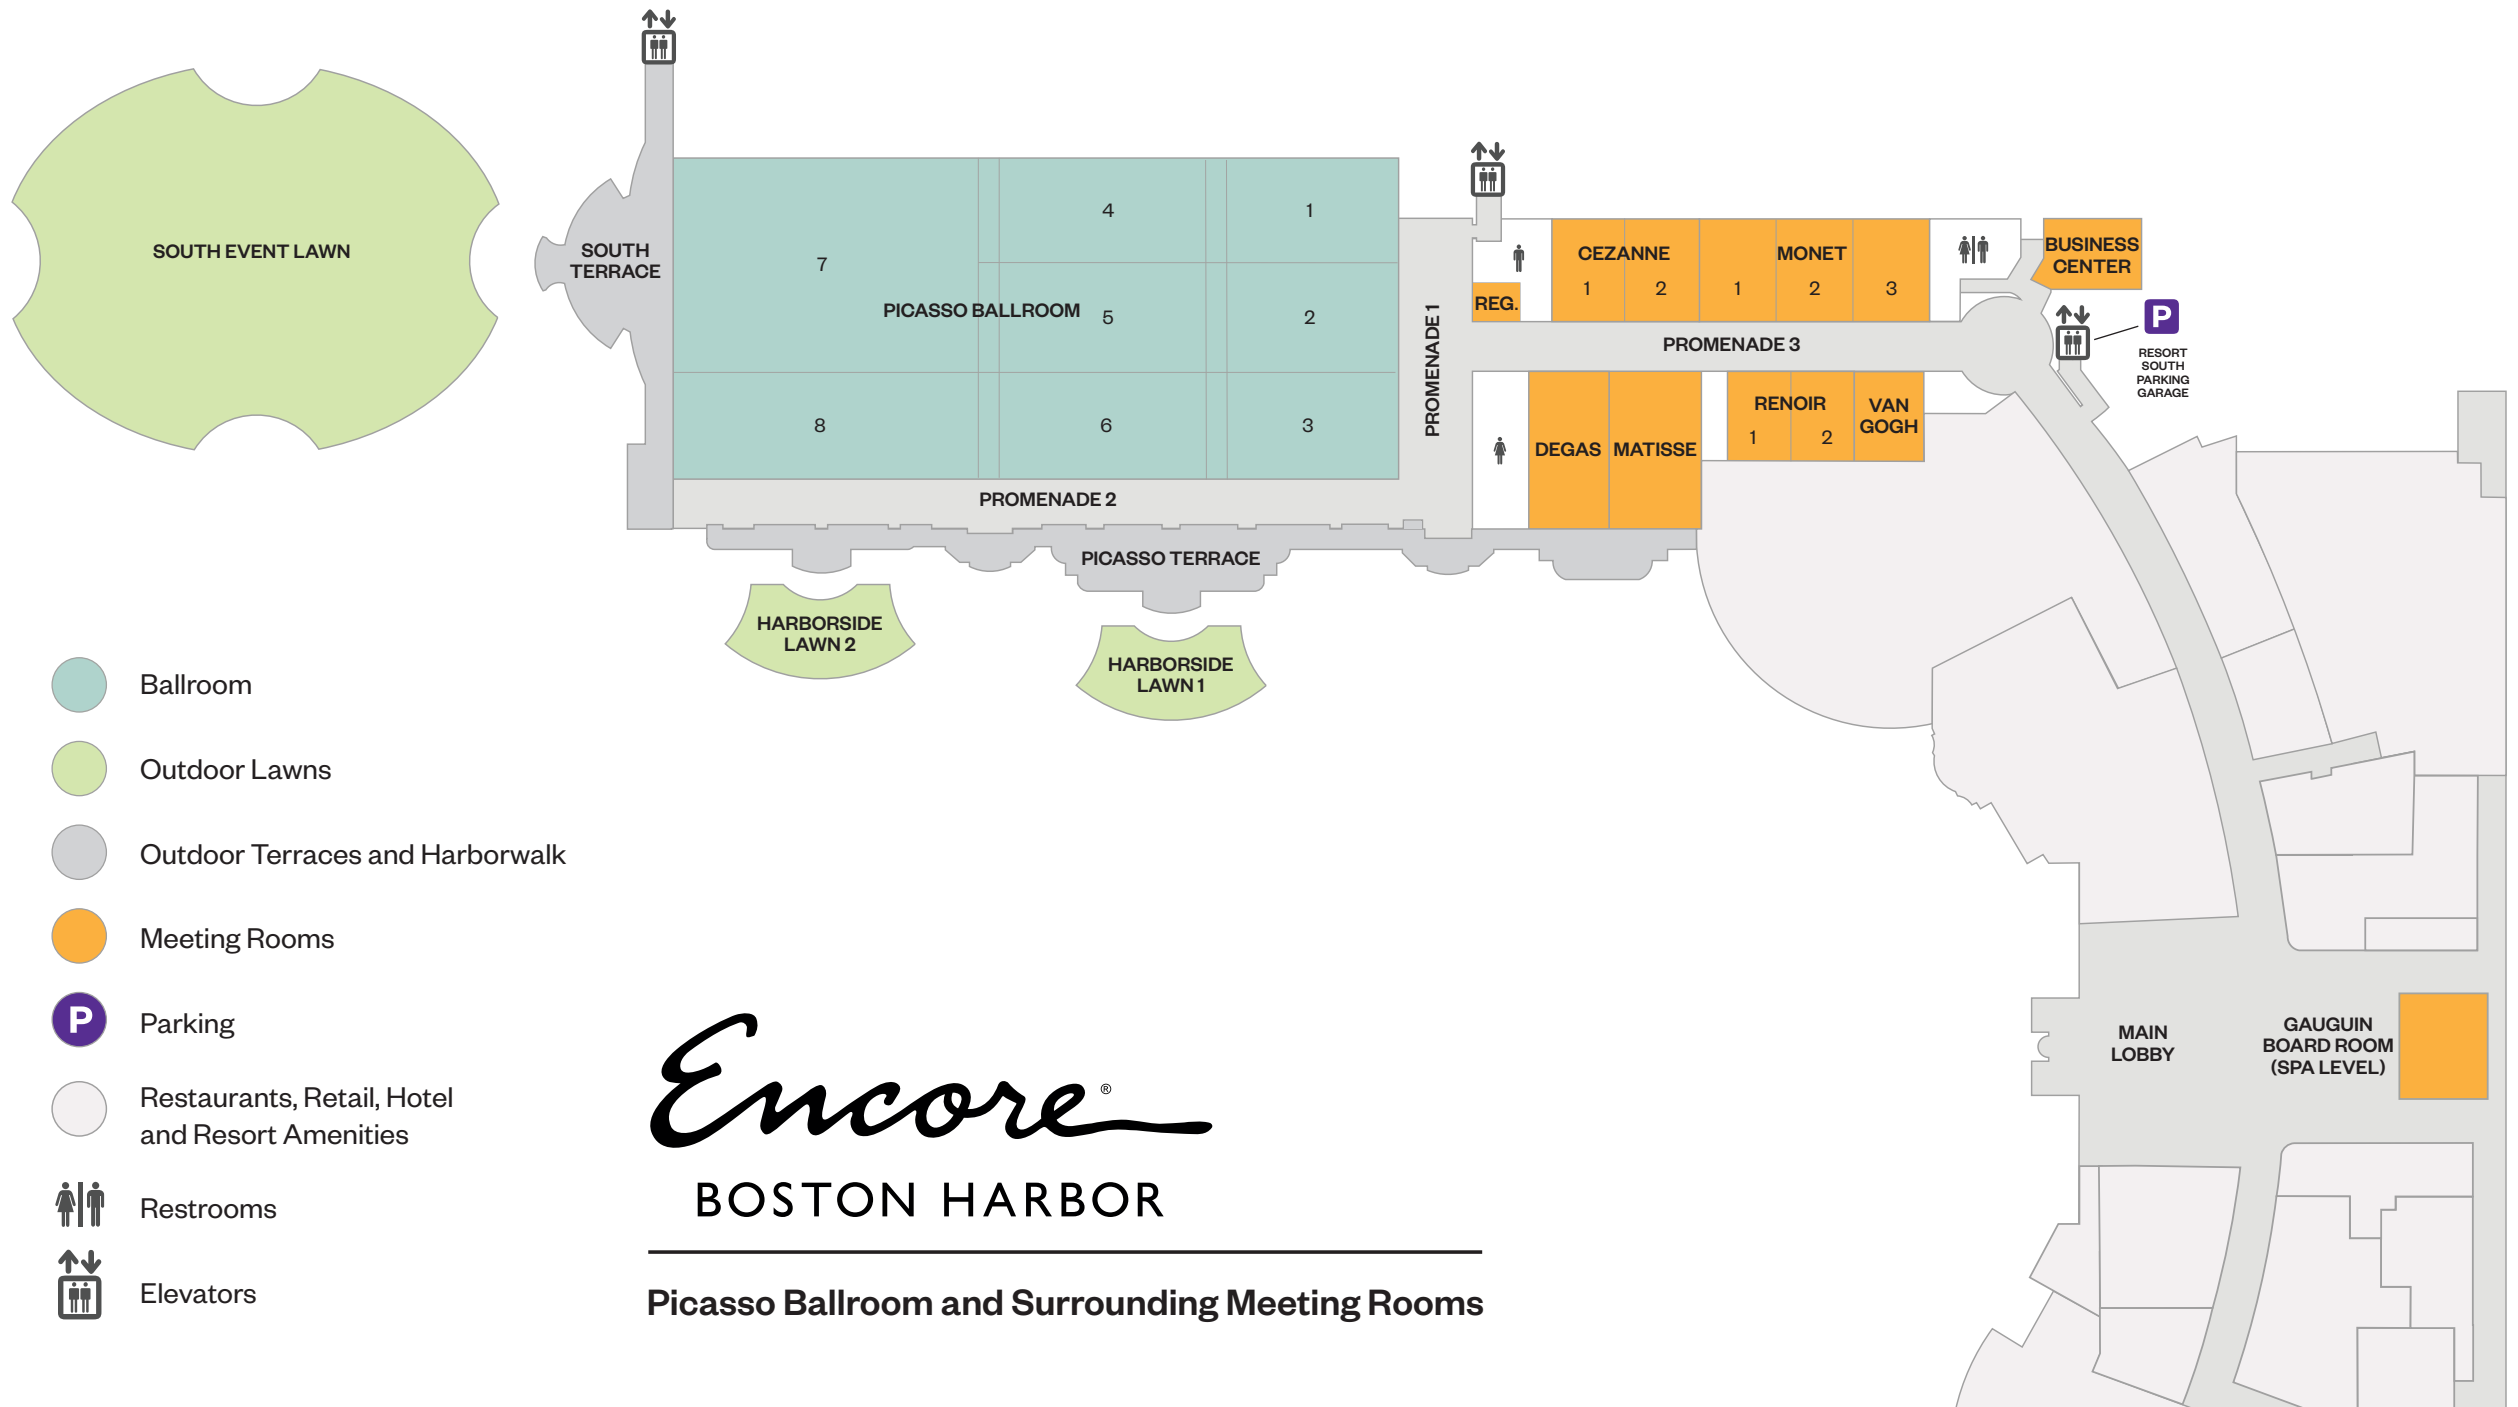 SOUTH EVENT LAWN
SOUTH
TERRACE
7
4
1
PICASSO BALLROOM
5
2
8
6
3
PROMENADE 1
PROMENADE 2
PICASSO TERRACE
HARBORSIDE
LAWN 2
HARBORSIDE
LAWN 1
REG.
CEZANNE
1
2
MONET
1
2
3
BUSINESS
CENTER
PROMENADE 3
P
RESORT
SOUTH
PARKING
GARAGE
DEGAS
MATISSE
RENOIR
1
2
VAN
GOGH
MAIN
LOBBY
GAUGUIN
BOARD ROOM
(SPA LEVEL)
Ballroom
Outdoor Lawns
Outdoor Terraces and Harborwalk
Meeting Rooms
P
Parking
Restaurants, Retail, Hotel
and Resort Amenities
Restrooms
Elevators
Encore®
BOSTON HARBOR
Picasso Ballroom and Surrounding Meeting Rooms